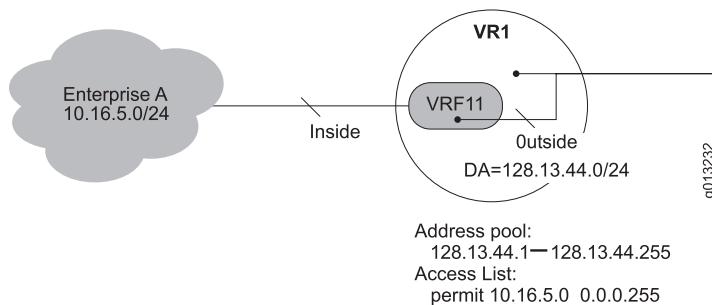 VR1
Enterprise A
10.16.5.0/24
VRF11
Inside
0utside
DA=128.13.44.0/24
g013232
Address pool:
128.13.44.1—128.13.44.255
Access List:
permit 10.16.5.0 0.0.0.255